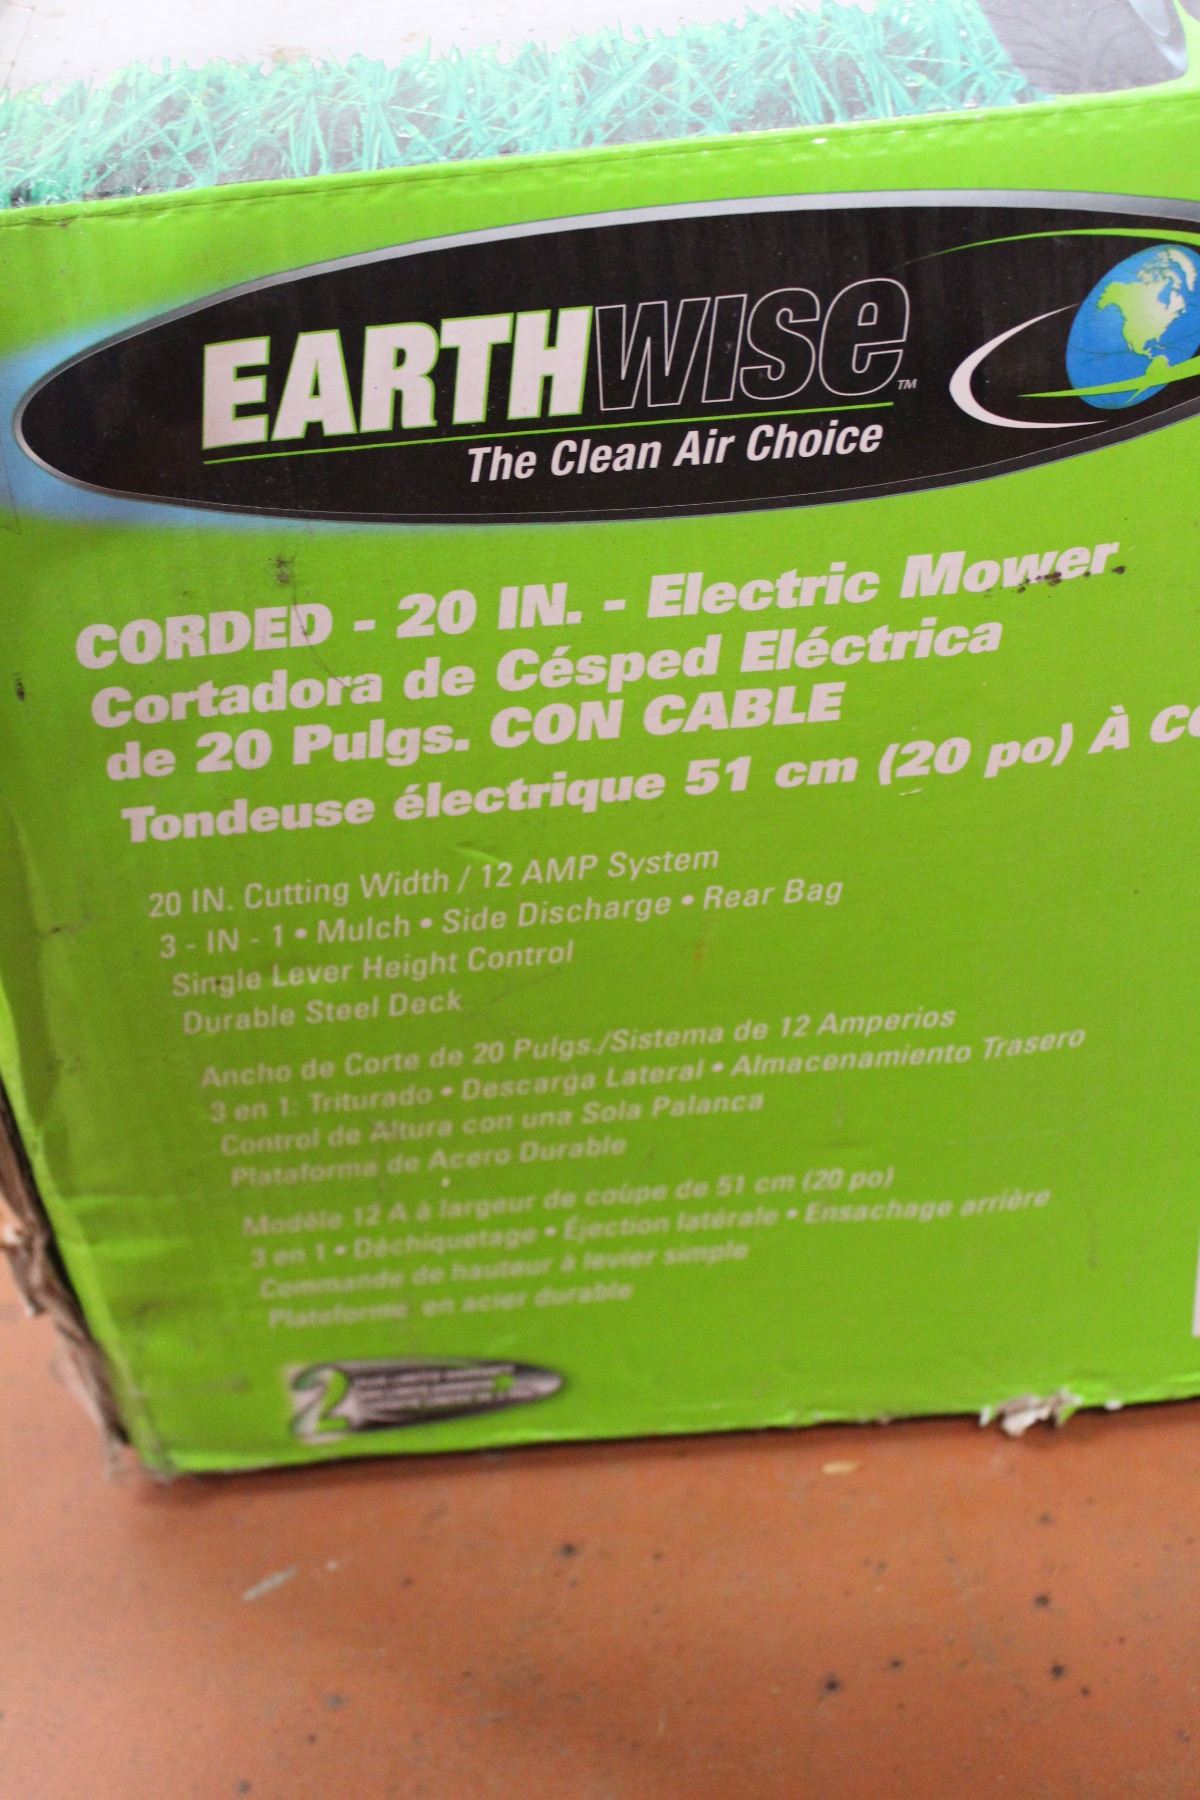 EARTHWISE™
The Clean Air Choice
CORDED - 20 IN. - Electric Mower
Cortadora de Césped Eléctrica
de 20 Pulgs. CON CABLE
Tondeuse électrique 51 cm (20 po) À CO
20 IN. Cutting Width / 12 AMP System
3 - IN - 1 • Mulch • Side Discharge • Rear Bag
Single Lever Height Control
Durable Steel Deck
Ancho de Corte de 20 Pulgs./Sistema de 12 Amperios
3 en 1: Triturado • Descarga Lateral • Almacenamiento Trasero
Control de Altura con una Sola Palanca
Plataforma de Acero Durable
Modèle 12 A à largeur de coupe de 51 cm (20 po)
3 en 1 • Déchiquetage • Éjection latérale • Ensachage arrière
Commande de hauteur à levier simple
Plateforme en acier durable
2